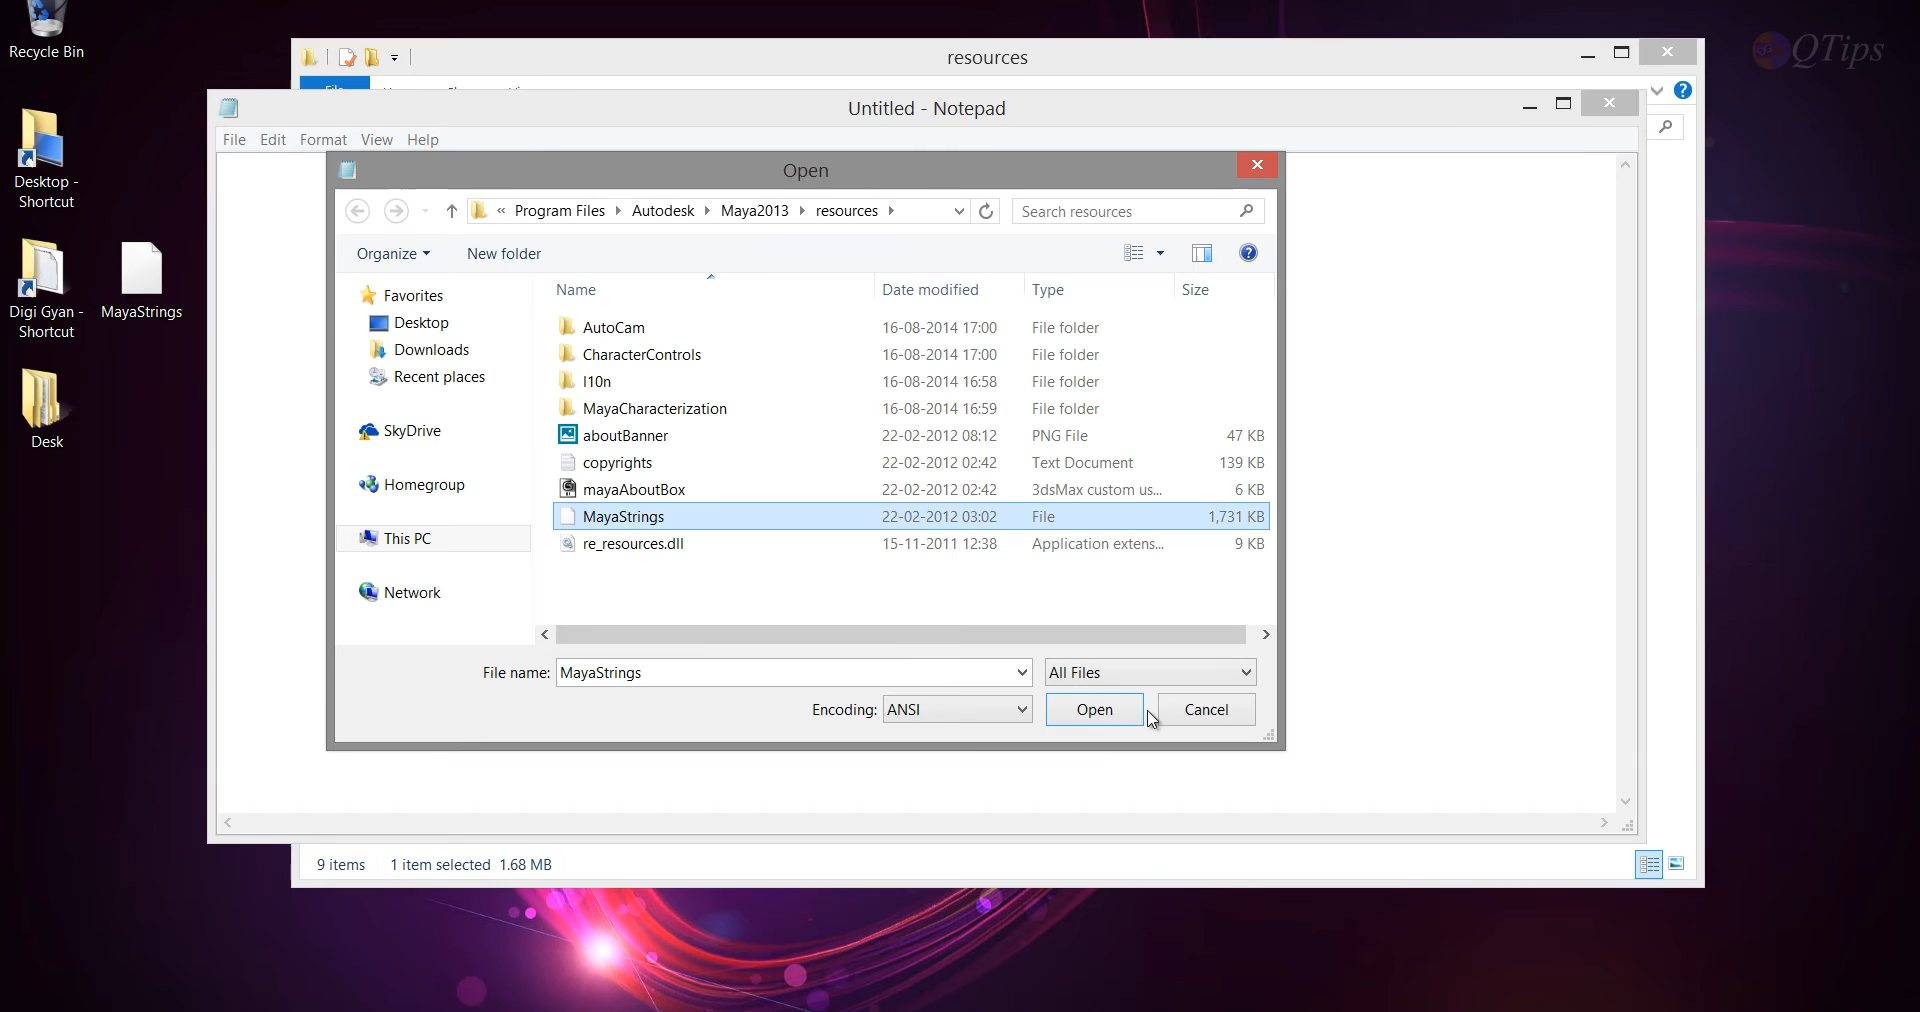 Recycle Bin
Desktop -
Shortcut
Digi Gyan -
Shortcut
MayaStrings
Desk
QTips
resources
File
Untitled - Notepad
File Edit Format View Help
Open
« Program Files Autodesk Maya2013 resources
Search resources
Organize New folder
Name Date modified Type Size
Favorites
Desktop
Downloads
Recent places
SkyDrive
Homegroup
This PC
Network
AutoCam 16-08-2014 17:00 File folder
CharacterControls 16-08-2014 17:00 File folder
l10n 16-08-2014 16:58 File folder
MayaCharacterization 16-08-2014 16:59 File folder
aboutBanner 22-02-2012 08:12 PNG File 47 KB
copyrights 22-02-2012 02:42 Text Document 139 KB
mayaAboutBox 22-02-2012 02:42 3dsMax custom us... 6 KB
MayaStrings 22-02-2012 03:02 File 1,731 KB
re_resources.dll 15-11-2011 12:38 Application extens... 9 KB
File name: MayaStrings All Files
Encoding: ANSI Open Cancel
9 items 1 item selected 1.68 MB